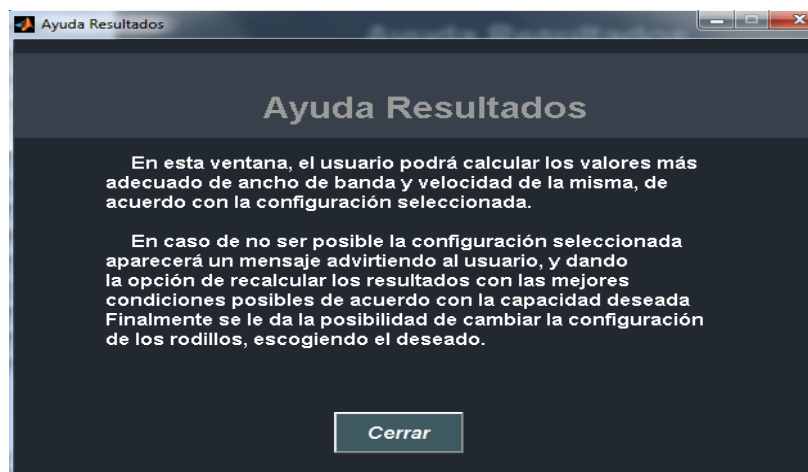 Ayuda Resultados
Ayuda Resultados
En esta ventana, el usuario podrá calcular los valores más
adecuado de ancho de banda y velocidad de la misma, de
acuerdo con la configuración seleccionada.
En caso de no ser posible la configuración seleccionada
aparecerá un mensaje advirtiendo al usuario, y dando
la opción de recalcular los resultados con las mejores
condiciones posibles de acuerdo con la capacidad deseada
Finalmente se le da la posibilidad de cambiar la configuración
de los rodillos, escogiendo el deseado.
Cerrar